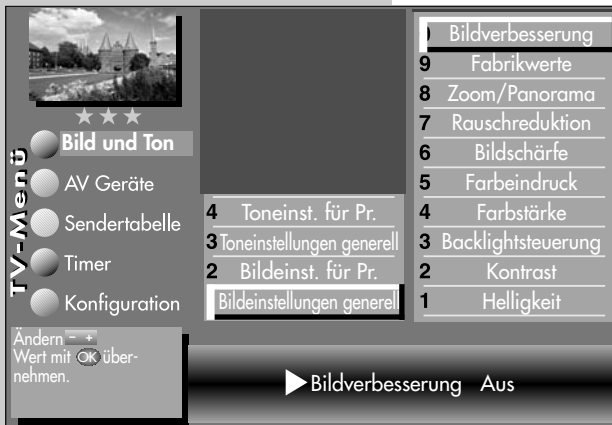 TV-Menü
Bild und Ton
AV Geräte
Sendertabelle
Timer
Konfiguration
4 Toneinst. für Pr.
3 Toneinstellungen generell
2 Bildeinst. für Pr.
Bildeinstellungen generell
Bildverbesserung
9 Fabrikwerte
8 Zoom/Panorama
7 Rauschreduktion
6 Bildschärfe
5 Farbeindruck
4 Farbstärke
3 Backlightsteuerung
2 Kontrast
1 Helligkeit
Ändern - +
Wert mit OK über-
nehmen.
Bildverbesserung Aus